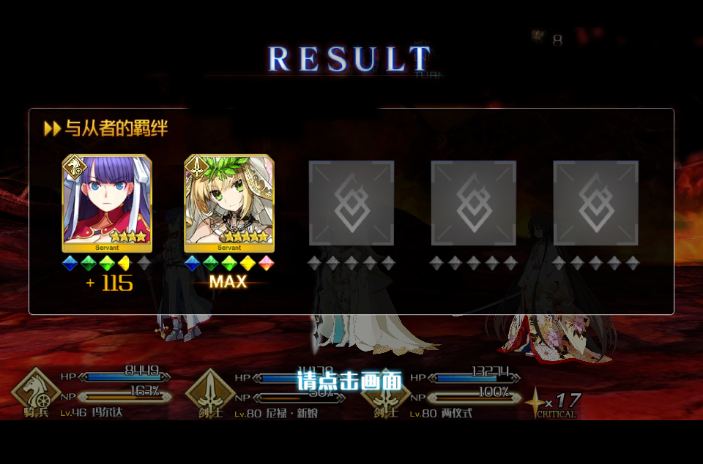 8
RESULT
与从者的羁绊
Servant
Servant
+ 115
MAX
请点击画面
HP 8449
NP 163%
骑兵 Lv.46 玛尔达
HP
NP
剑士 Lv.80 尼禄·新娘
HP 13274
NP 100%
剑士 Lv.80 两仪式
×17
CRITICAL